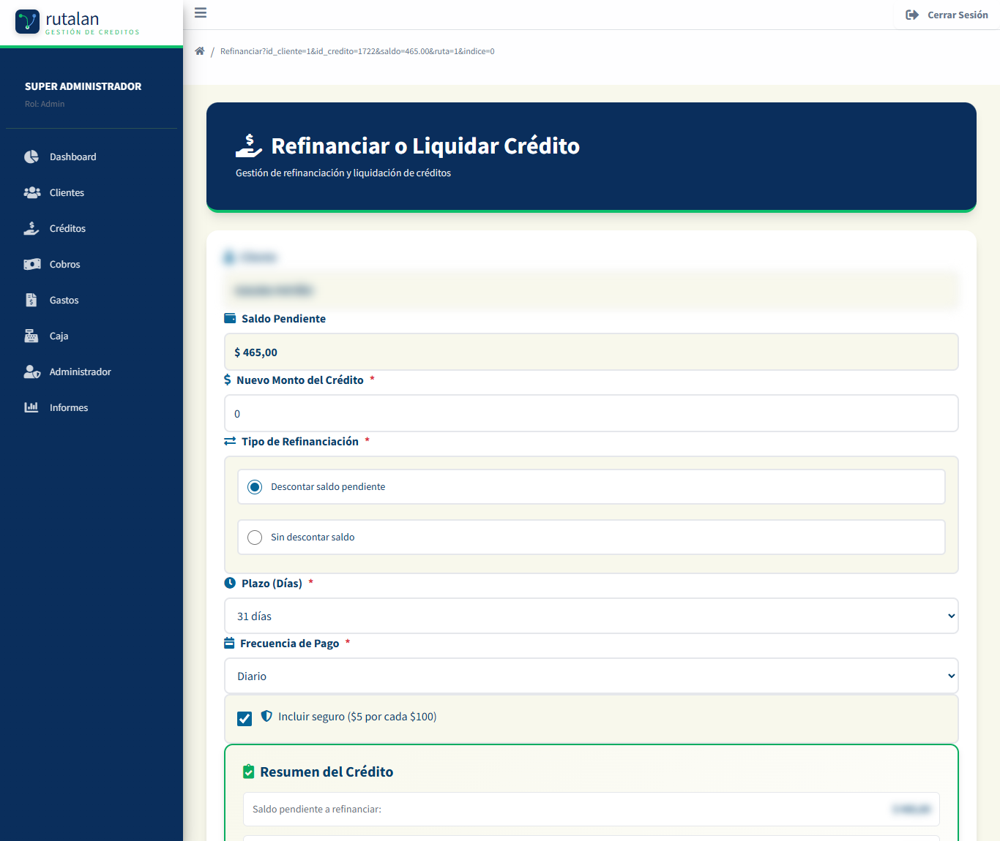 rutalan
GESTIÓN DE CREDITOS
Cerrar Sesión
/ Refinanciar?id_cliente=1&id_credito=1722&saldo=465.00&ruta=1&indice=0
SUPER ADMINISTRADOR
Rol: Admin
Dashboard
Clientes
Créditos
Cobros
Gastos
Caja
Administrador
Informes
Refinanciar o Liquidar Crédito
Gestión de refinanciación y liquidación de créditos
Saldo Pendiente
$ 465,00
Nuevo Monto del Crédito *
0
Tipo de Refinanciación *
Descontar saldo pendiente
Sin descontar saldo
Plazo (Días) *
31 días
Frecuencia de Pago *
Diario
Incluir seguro ($5 por cada $100)
Resumen del Crédito
Saldo pendiente a refinanciar: